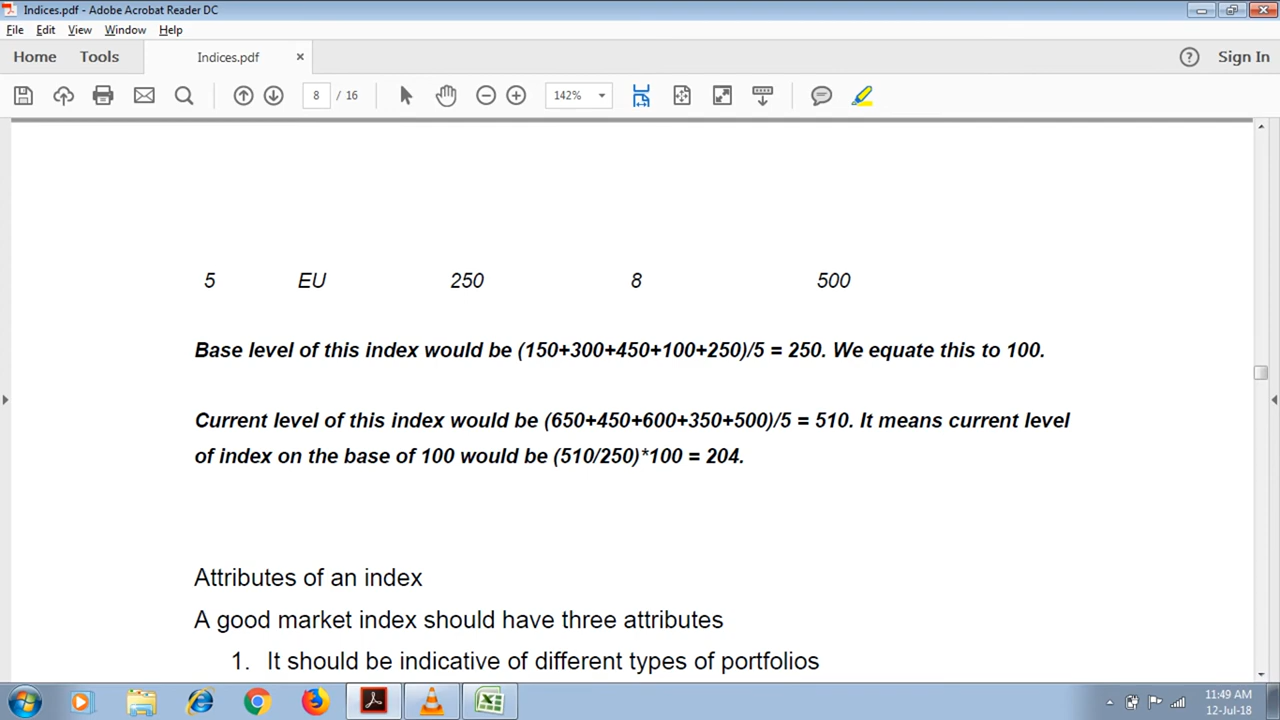 Indices.pdf - Adobe Acrobat Reader DC
File Edit View Window Help
Home Tools Indices.pdf × ? Sign In
8 / 16 142%
5 EU 250 8 500
Base level of this index would be (150+300+450+100+250)/5 = 250. We equate this to 100.
Current level of this index would be (650+450+600+350+500)/5 = 510. It means current level
of index on the base of 100 would be (510/250)*100 = 204.
Attributes of an index
A good market index should have three attributes
1. It should be indicative of different types of portfolios
11:49 AM
12-Jul-18